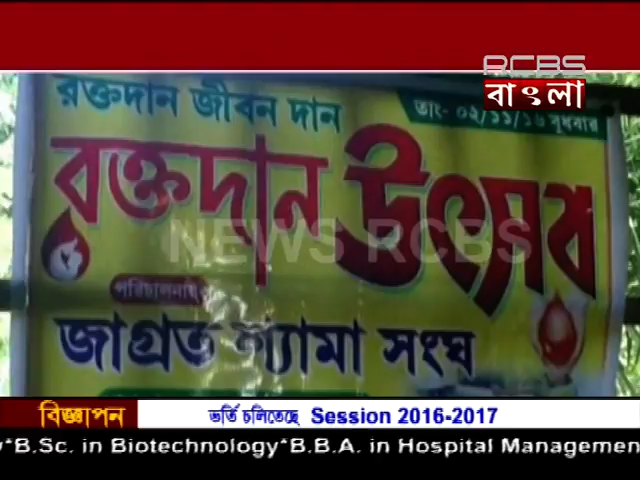 RCBS
বাংলা
রক্তদান জীবন দান
তাং- ০২/১১/১৬ বুধবার
রক্তদান উৎসব
NEWS RCBS
পরিচালনায়
জাগ্রত শ্যামা সংঘ
বিজ্ঞাপন
ভর্তি চলিতেছে Session 2016-2017
*B.Sc. in Biotechnology*B.B.A. in Hospital Managemen